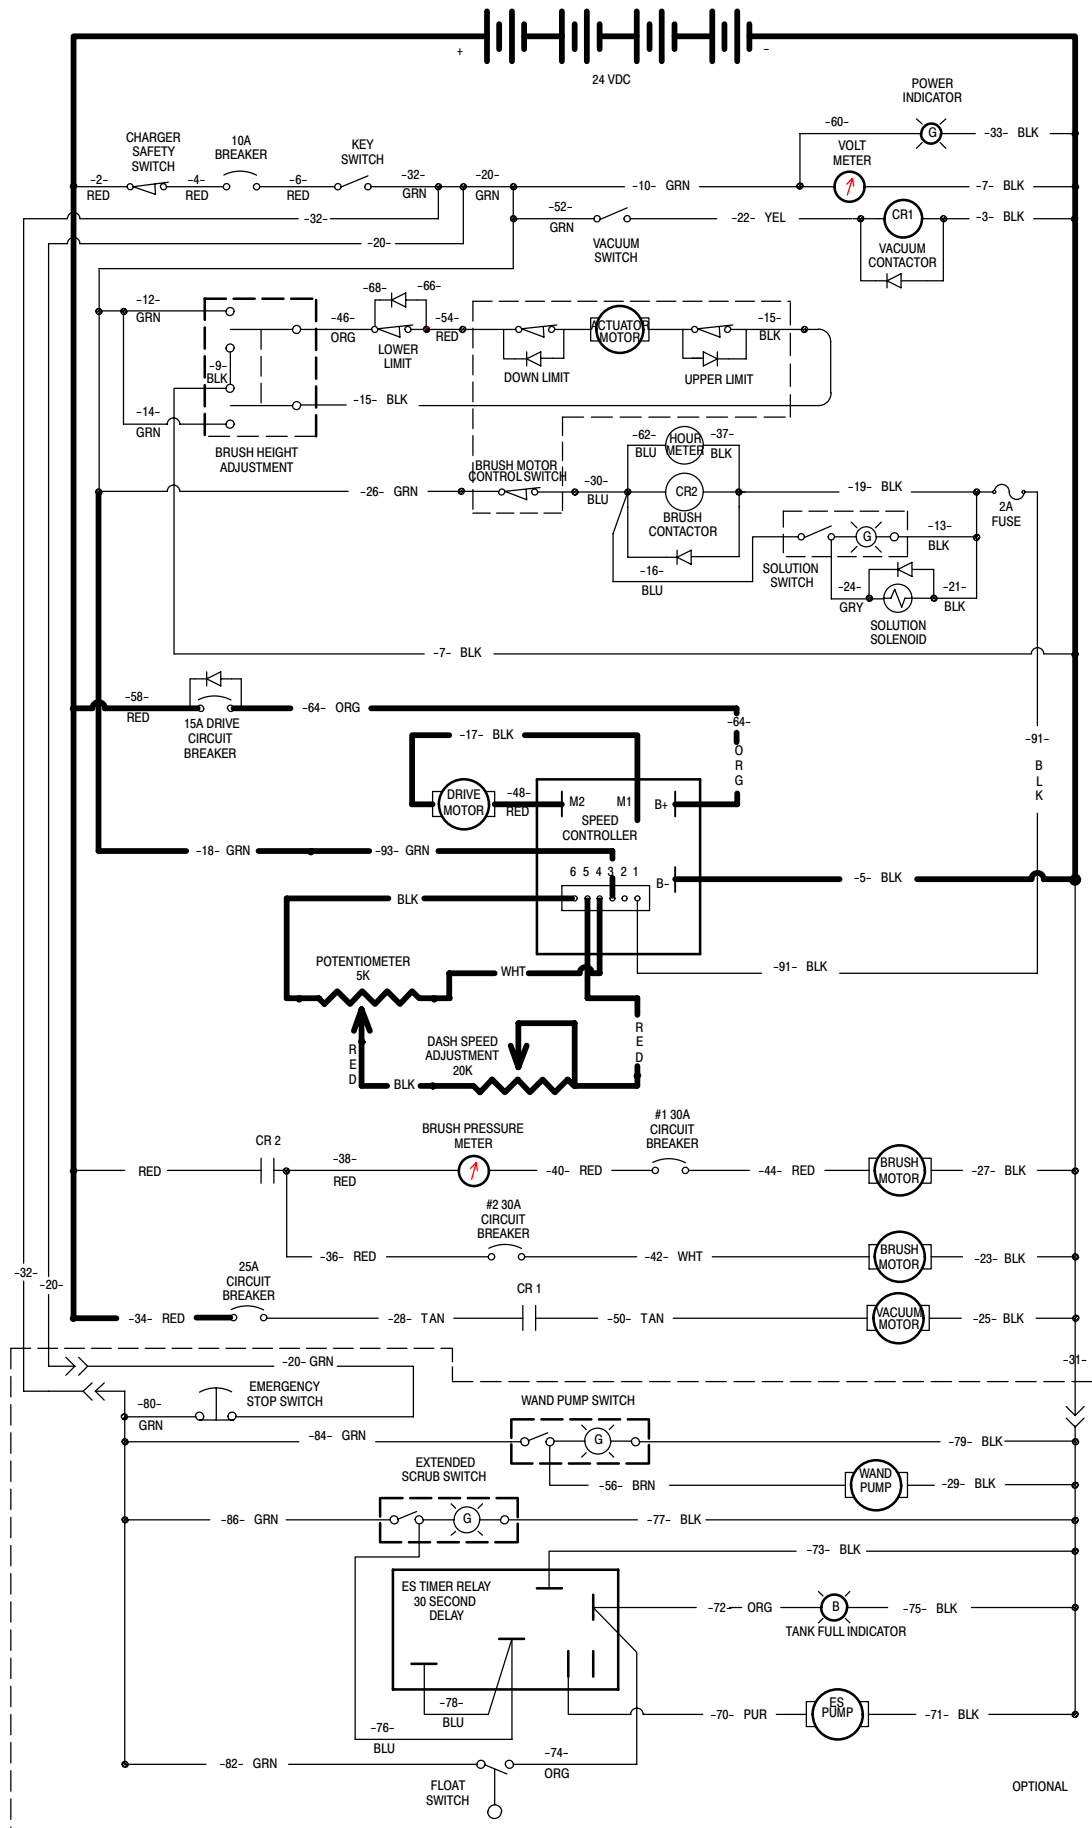 +
–
24 VDC
POWER
INDICATOR
–60–
G
–33– BLK
CHARGER
SAFETY
SWITCH
10A
BREAKER
KEY
SWITCH
VOLT
METER
–2–
RED
–4–
RED
–6–
RED
–32–
GRN
–20–
GRN
–10– GRN
–7– BLK
–32–
–52–
GRN
–22– YEL
CR1
–3– BLK
–20–
VACUUM
SWITCH
VACUUM
CONTACTOR
–12–
GRN
–68–
–66–
–46–
ORG
–54–
RED
LOWER
LIMIT
ACTUATOR
MOTOR
–15–
BLK
DOWN LIMIT
UPPER LIMIT
–9–
BLK
–15– BLK
–14–
GRN
BRUSH HEIGHT
ADJUSTMENT
–62–
BLU
HOUR
METER
–37–
BLK
BRUSH MOTOR
CONTROL SWITCH
–26– GRN
–30–
BLU
CR2
–19– BLK
BRUSH
CONTACTOR
2A
FUSE
–13–
BLK
G
SOLUTION
SWITCH
–16–
BLU
–24–
GRY
–21–
BLK
SOLUTION
SOLENOID
–7– BLK
–58–
RED
–64– ORG
15A DRIVE
CIRCUIT
BREAKER
–64–
O
R
G
–17– BLK
–91–
B
L
K
DRIVE
MOTOR
–48–
RED
M2
M1
B+
SPEED
CONTROLLER
–18– GRN
–93– GRN
6 5 4 3 2 1
B–
–5– BLK
BLK
POTENTIOMETER
5K
WHT
–91– BLK
R
E
D
DASH SPEED
ADJUSTMENT
20K
R
E
D
BLK
#1 30A
CIRCUIT
BREAKER
BRUSH PRESSURE
METER
CR 2
RED
–38–
RED
–40– RED
–44– RED
BRUSH
MOTOR
–27– BLK
#2 30A
CIRCUIT
BREAKER
–36– RED
–42– WHT
BRUSH
MOTOR
–23– BLK
–32–
–20–
25A
CIRCUIT
BREAKER
CR 1
–34– RED
–28– TAN
–50– TAN
VACUUM
MOTOR
–25– BLK
–31–
–20– GRN
EMERGENCY
STOP SWITCH
–80–
GRN
WAND PUMP SWITCH
–84– GRN
G
–79– BLK
EXTENDED
SCRUB SWITCH
–56– BRN
WAND
PUMP
–29– BLK
–86– GRN
G
–77– BLK
–73– BLK
ES TIMER RELAY
30 SECOND
DELAY
–72– ORG
B
–75– BLK
TANK FULL INDICATOR
–78–
BLU
–70– PUR
ES
PUMP
–71– BLK
–76–
BLU
–82– GRN
–74–
ORG
FLOAT
SWITCH
OPTIONAL